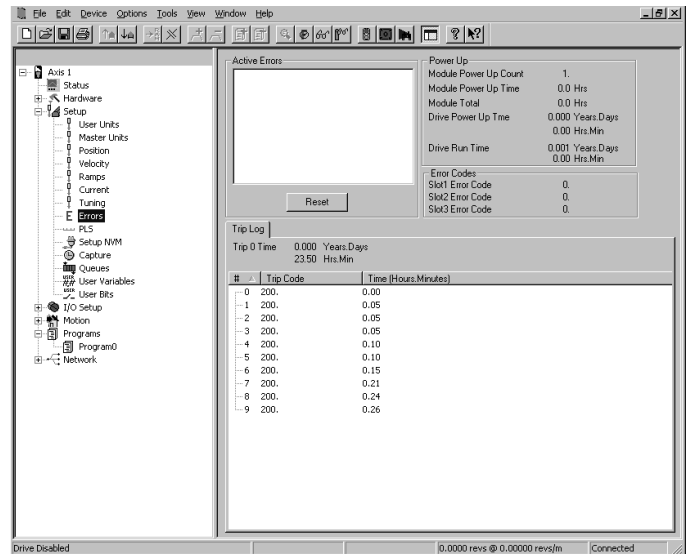 File Edit Device Options Tools View Window Help
Axis 1
Status
Hardware
Setup
User Units
Master Units
Position
Velocity
Ramps
Current
Tuning
E Errors
PLS
Setup NVM
Capture
Queues
User Variables
User Bits
I/O Setup
Motion
Programs
Program0
Network
Active Errors
Reset
Power Up
Module Power Up Count 1.
Module Power Up Time 0.0 Hrs
Module Total 0.0 Hrs
Drive Power Up Tme 0.000 Years.Days
0.00 Hrs.Min
Drive Run Time 0.001 Years.Days
0.00 Hrs.Min
Error Codes
Slot1 Error Code 0.
Slot2 Error Code 0.
Slot3 Error Code 0.
Trip Log
Trip 0 Time 0.000 Years.Days
23.50 Hrs.Min
# Trip Code Time (Hours.Minutes)
0 200. 0.00
1 200. 0.05
2 200. 0.05
3 200. 0.05
4 200. 0.10
5 200. 0.10
6 200. 0.15
7 200. 0.21
8 200. 0.24
9 200. 0.26
Drive Disabled 0.0000 revs @ 0.00000 revs/m Connected